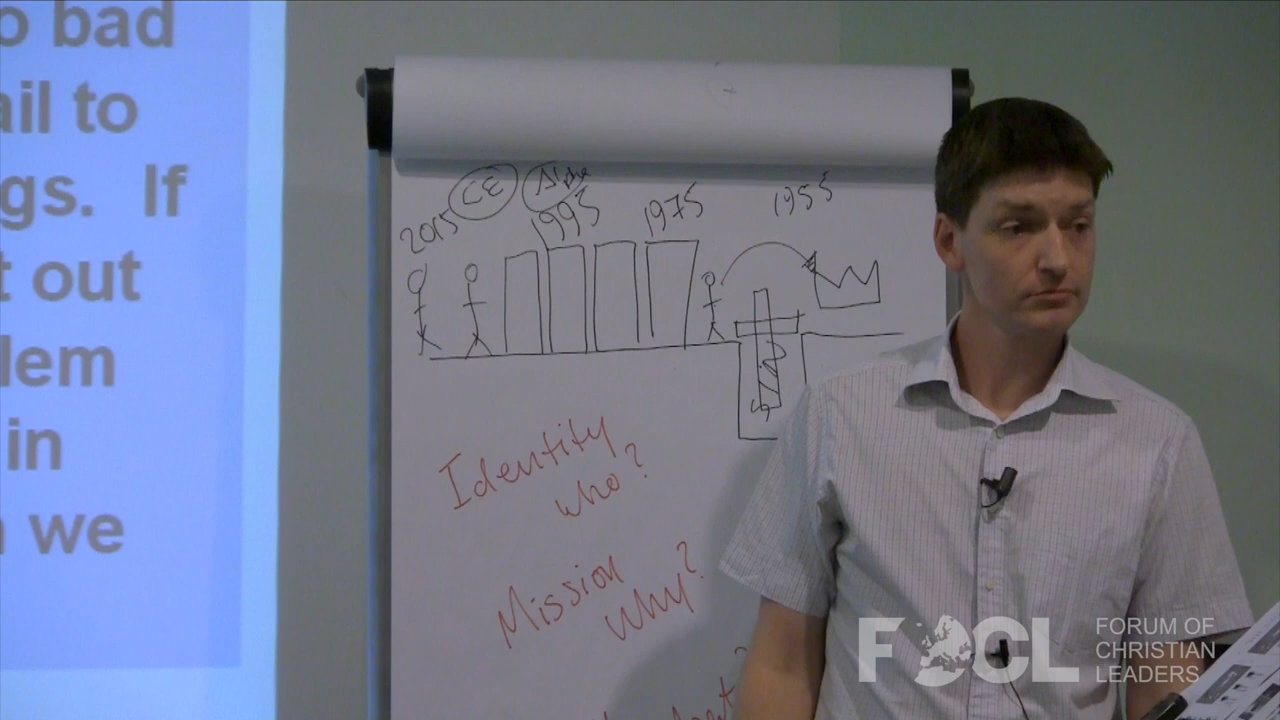 o bad
ail to
gs. If
t out
lem
in
we
CE Alpha
2015 1995 1975 1955
Identity
who?
Mission
why?
FOCL FORUM OF
CHRISTIAN
LEADERS